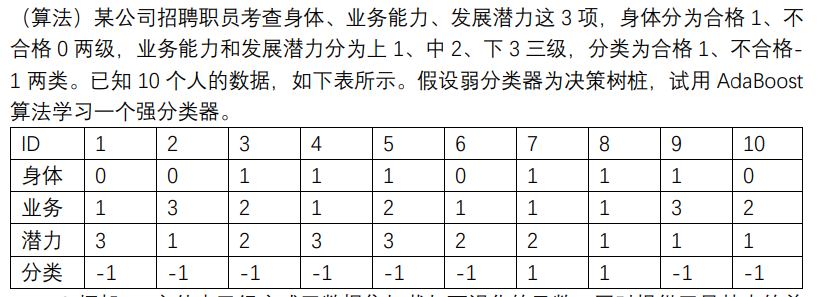 （算法）某公司招聘职员考查身体、业务能力、发展潜力这 3 项，身体分为合格 1、不
合格 0 两级，业务能力和发展潜力分为上 1、中 2、下 3 三级，分类为合格 1、不合格-
1 两类。已知 10 个人的数据，如下表所示。假设弱分类器为决策树桩，试用 AdaBoost
算法学习一个强分类器。
ID 1 2 3 4 5 6 7 8 9 10
身体 0 0 1 1 1 0 1 1 1 0
业务 1 3 2 1 2 1 1 1 3 2
潜力 3 1 2 3 3 2 2 1 1 1
分类 -1 -1 -1 -1 -1 -1 1 1 -1 -1